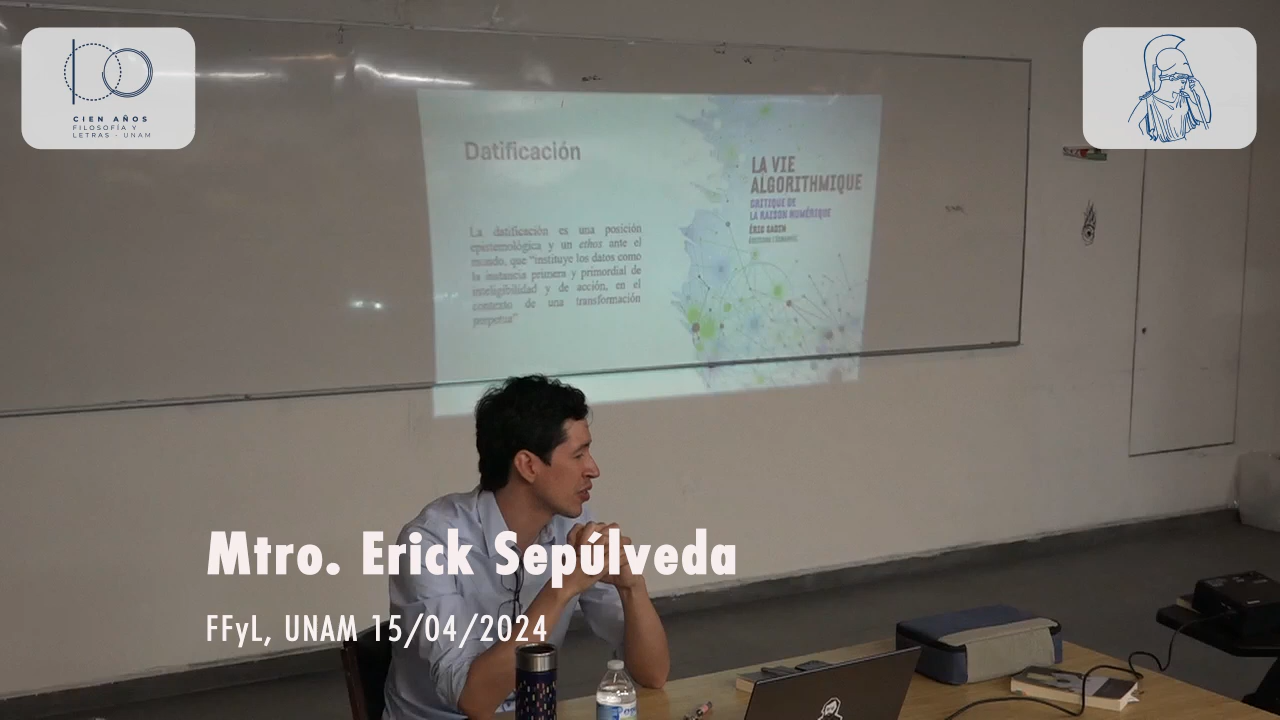 CIEN AÑOS
FILOSOFÍA Y
LETRAS - UNAM
Datificación
La datificación es una posición
epistemológica y un ethos ante el
mundo, que “instituye los datos como
la instancia primera y primordial de
inteligibilidad y de acción, en el
contexto de una transformación
perpetua”
LA VIE
ALGORITHMIQUE
CRITIQUE DE
LA RAISON NUMÉRIQUE
ÉRIC SADIN
Mtro. Erick Sepúlveda
FFyL, UNAM 15/04/2024